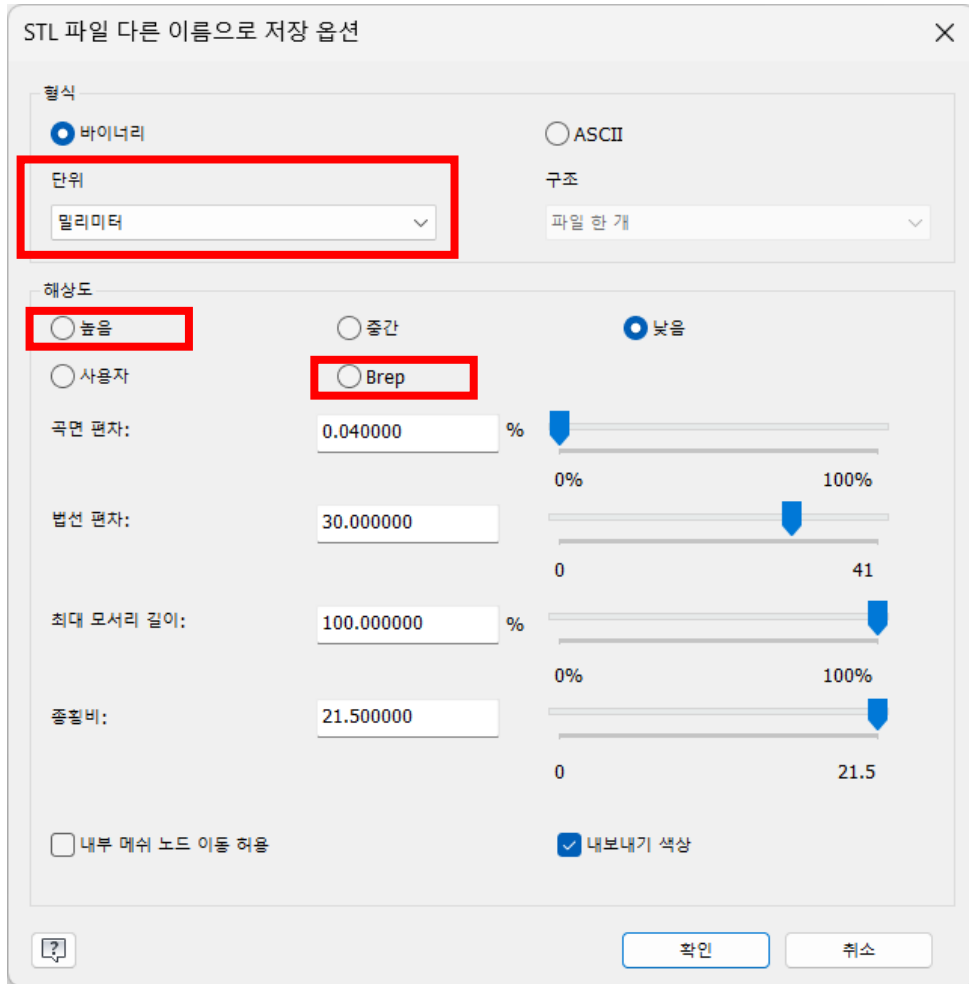 STL 파일 다른 이름으로 저장 옵션
형식
바이너리
ASCII
단위
구조
밀리미터
파일 한 개
해상도
높음
중간
낮음
사용자
Brep
곡면 편차:
0.040000
%
0%
100%
법선 편차:
30.000000
0
41
최대 모서리 길이:
100.000000
%
0%
100%
종횡비:
21.500000
0
21.5
내부 메쉬 노드 이동 허용
내보내기 색상
?
확인
취소